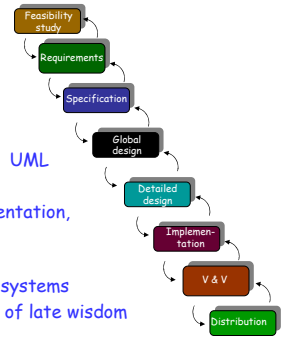 Feasibility
study
Requirements
Specification
Global
design
UML
Detailed
design
entation,
Implemen-
tation
systems
V & V
of late wisdom
Distribution